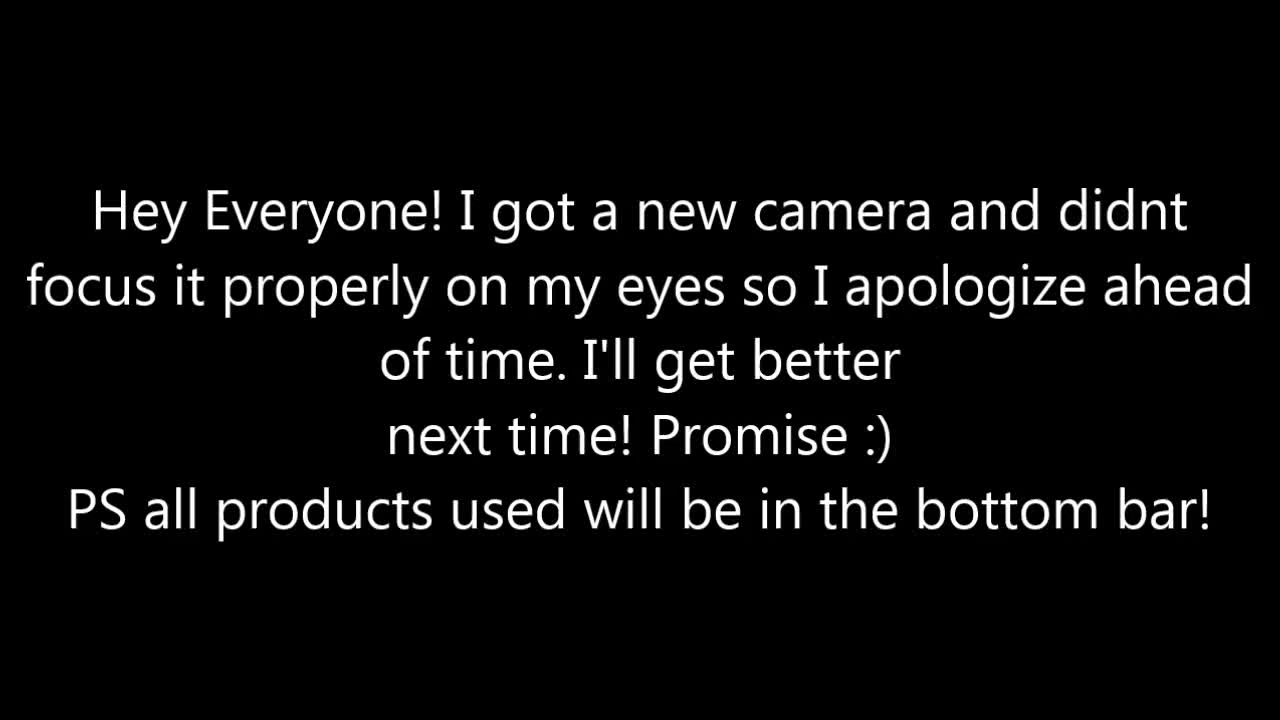 Hey Everyone! I got a new camera and didnt
focus it properly on my eyes so I apologize ahead
of time. I'll get better
next time! Promise :)
PS all products used will be in the bottom bar!